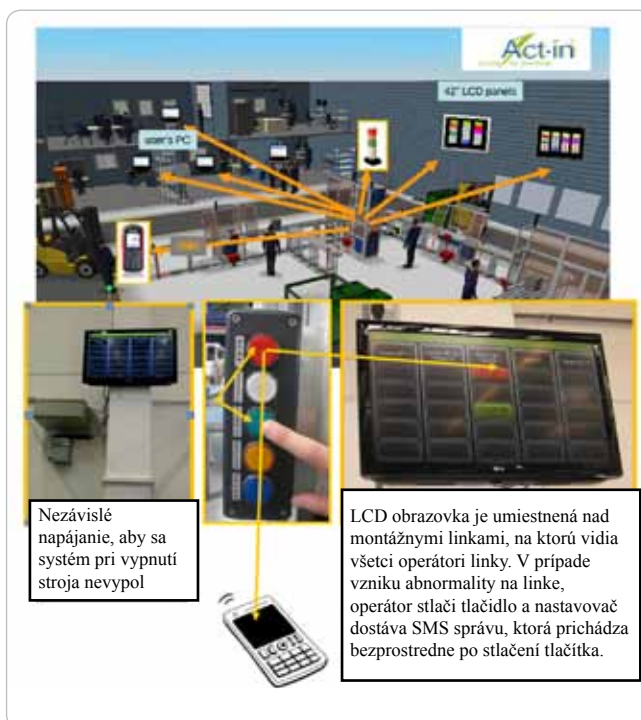 Act-in
42" LCD panels
user's PC
Nezávislé
napájanie, aby sa
systém pri vypnutí
stroja nevypol
LCD obrazovka je umiestnená nad
montážnymi linkami, na ktorú vidia
všetci operátori linky. V prípade
vzniku abnormality na linke,
operátor stlači tlačidlo a nastavovač
dostáva SMS správu, ktorá prichádza
bezprostredne po stlačení tlačítka.